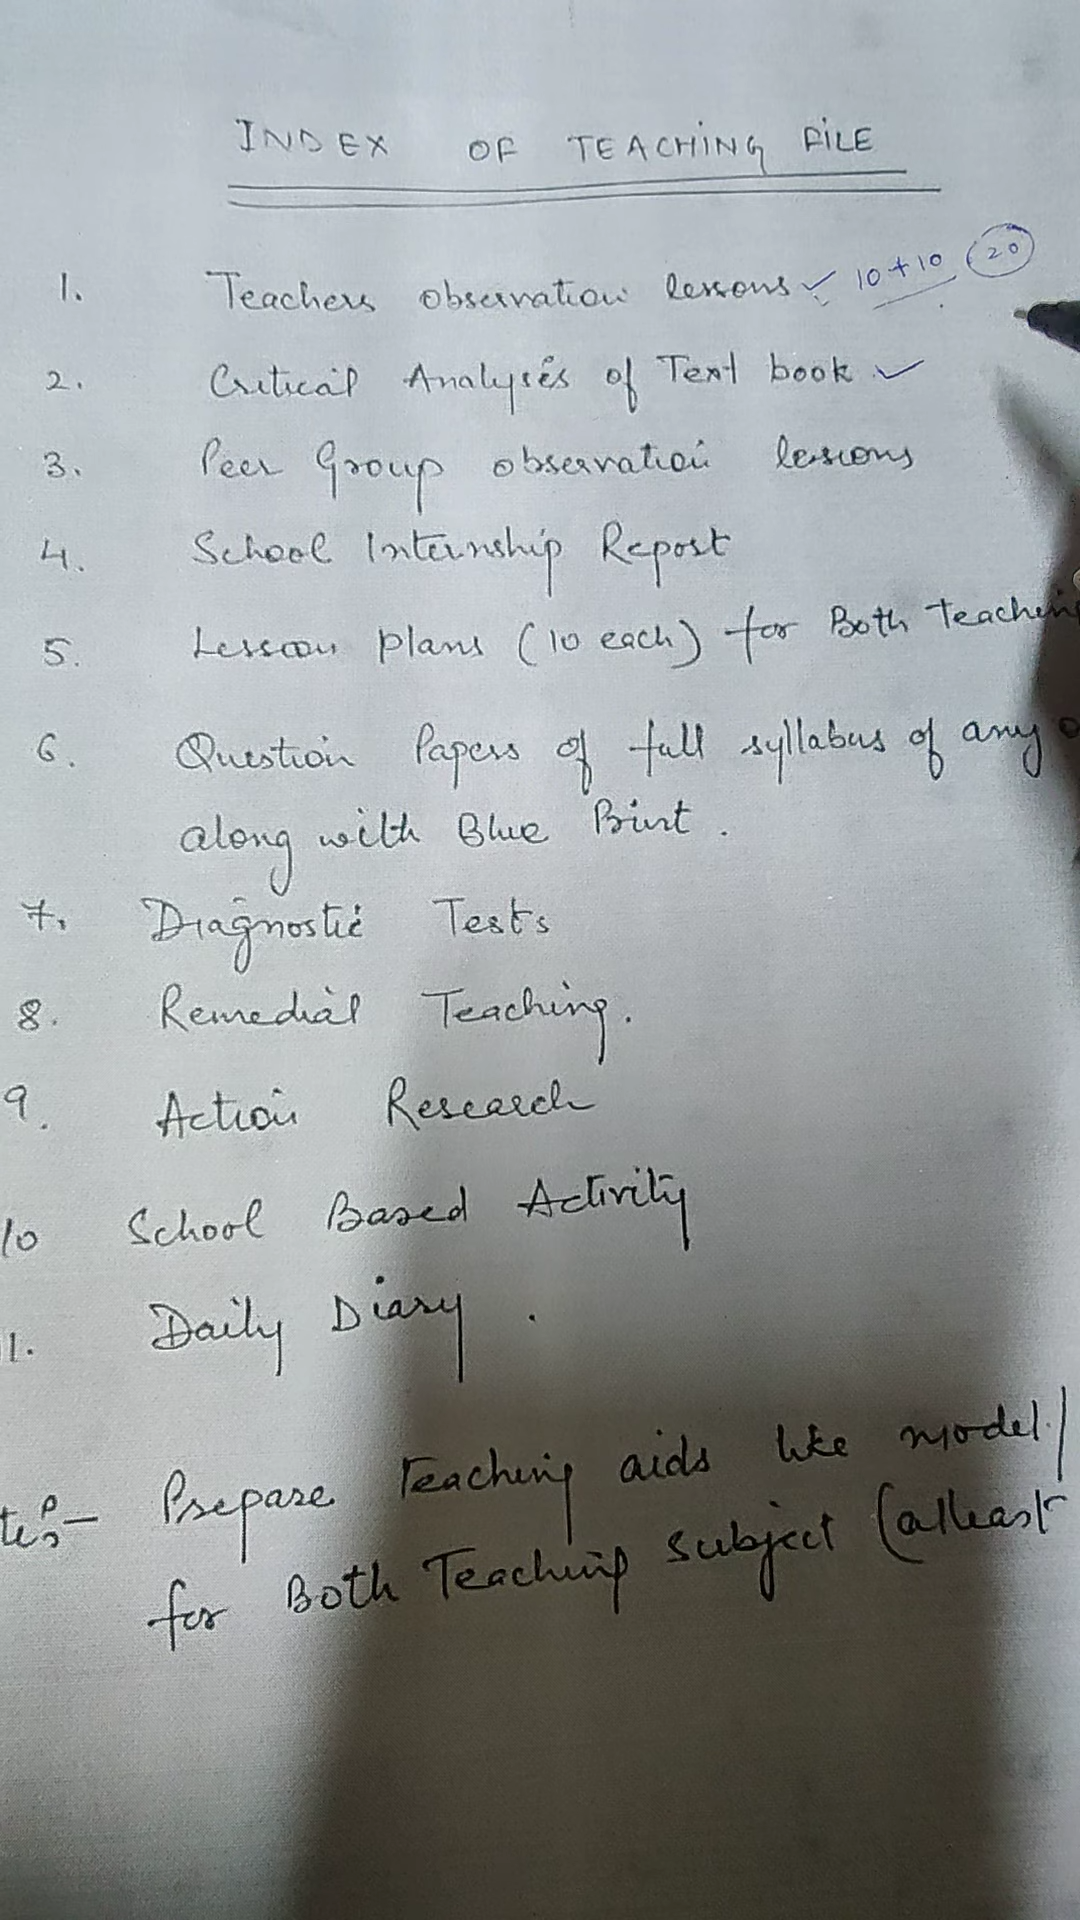 INDEX OF TEACHING FILE
1. Teachers observation lessons ✓ 10+10 20
2. Critical Analysis of Text book ✓
3. Peer Group observation lessons
4. School Internship Report
5. Lesson plans (10 each) for Both Teaching
6. Question Papers of full syllabus of any
along with Blue Print.
7. Diagnostic Tests
8. Remedial Teaching.
9. Action Research
10 School Based Activity
1. Daily Diary.
Prepare Teaching aids like model/
for Both Teaching subject (atleast